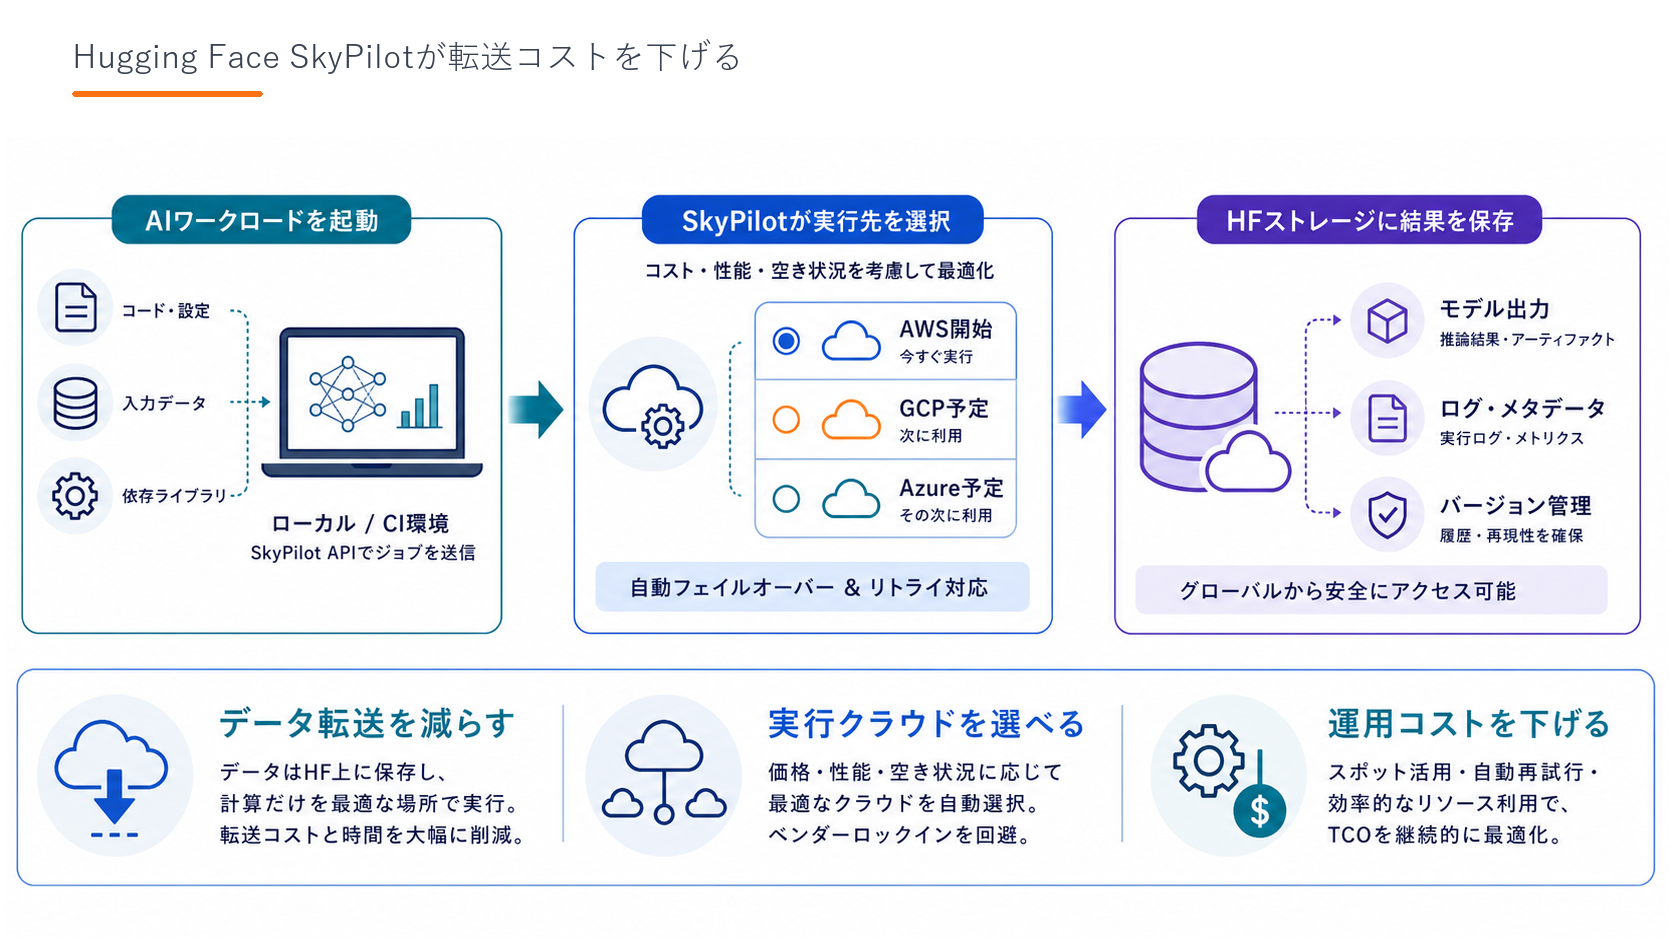 Hugging Face SkyPilotが転送コストを下げる
AIワークロードを起動
コード・設定
入力データ
依存ライブラリ
ローカル / CI環境
SkyPilot APIでジョブを送信
SkyPilotが実行先を選択
コスト・性能・空き状況を考慮して最適化
AWS開始
今すぐ実行
GCP予定
次に利用
Azure予定
その次に利用
自動フェイルオーバー & リトライ対応
HFストレージに結果を保存
モデル出力
推論結果・アーティファクト
ログ・メタデータ
実行ログ・メトリクス
バージョン管理
履歴・再現性を確保
グローバルから安全にアクセス可能
データ転送を減らす
データはHF上に保存し、
計算だけを最適な場所で実行。
転送コストと時間を大幅に削減。
実行クラウドを選べる
価格・性能・空き状況に応じて
最適なクラウドを自動選択。
ベンダーロックインを回避。
$
運用コストを下げる
スポット活用・自動再試行・
効率的なリソース利用で、
TCOを継続的に最適化。